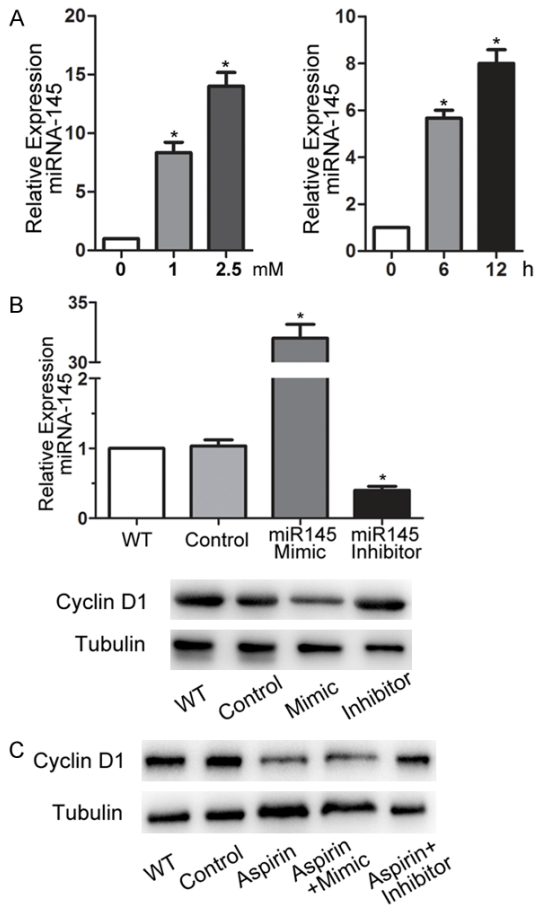 A
Relative Expression
miRNA-145
20
15
10
5
0
*
*
0 1 2.5 mM
Relative Expression
miRNA-145
10
8
6
4
2
0
*
*
0 6 12 h
B
Relative Expression
miRNA-145
35
30
2
1
0
*
*
WT
Control
miR145
Mimic
miR145
Inhibitor
Cyclin D1
Tubulin
WT
Control
Mimic
Inhibitor
C
Cyclin D1
Tubulin
WT
Control
Aspirin
Aspirin
+Mimic
Aspirin+
Inhibitor